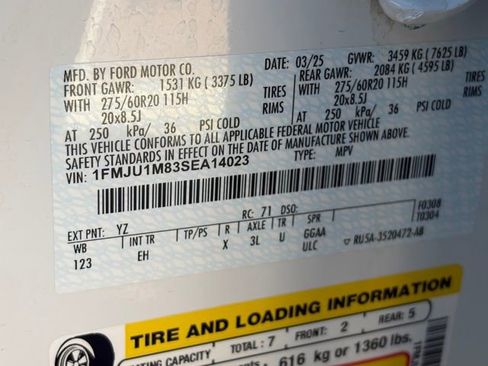 MFD. BY FORD MOTOR CO.
DATE: 03/25 GVWR: 3459 KG ( 7625 LB)
FRONT GAWR: 1531 KG ( 3375 LB)
REAR GAWR: 2084 KG ( 4595 LB)
WITH 275/60R20 115H TIRES
WITH 275/60R20 115H TIRES
20x8.5J RIMS
20x8.5J RIMS
AT 250 kPa/ 36 PSI COLD
AT 250 kPa/ 36 PSI COLD
THIS VEHICLE CONFORMS TO ALL APPLICABLE FEDERAL MOTOR VEHICLE
SAFETY STANDARDS IN EFFECT ON THE DATE OF MANUFACTURE SHOWN ABOVE.
VIN: 1FMJU1M83SEA14023
TYPE: MPV
F0308
T0304
EXT PNT: YZ RC: 71 DSO:
WB INT TR TP/PS R AXLE TR SPR
123 EH X 3L U GGAA
ULC
RU5A-3520472-AB
TIRE AND LOADING INFORMATION
SEATING CAPACITY TOTAL : 7 FRONT: 2 REAR: 5
616 kg or 1360 lbs.